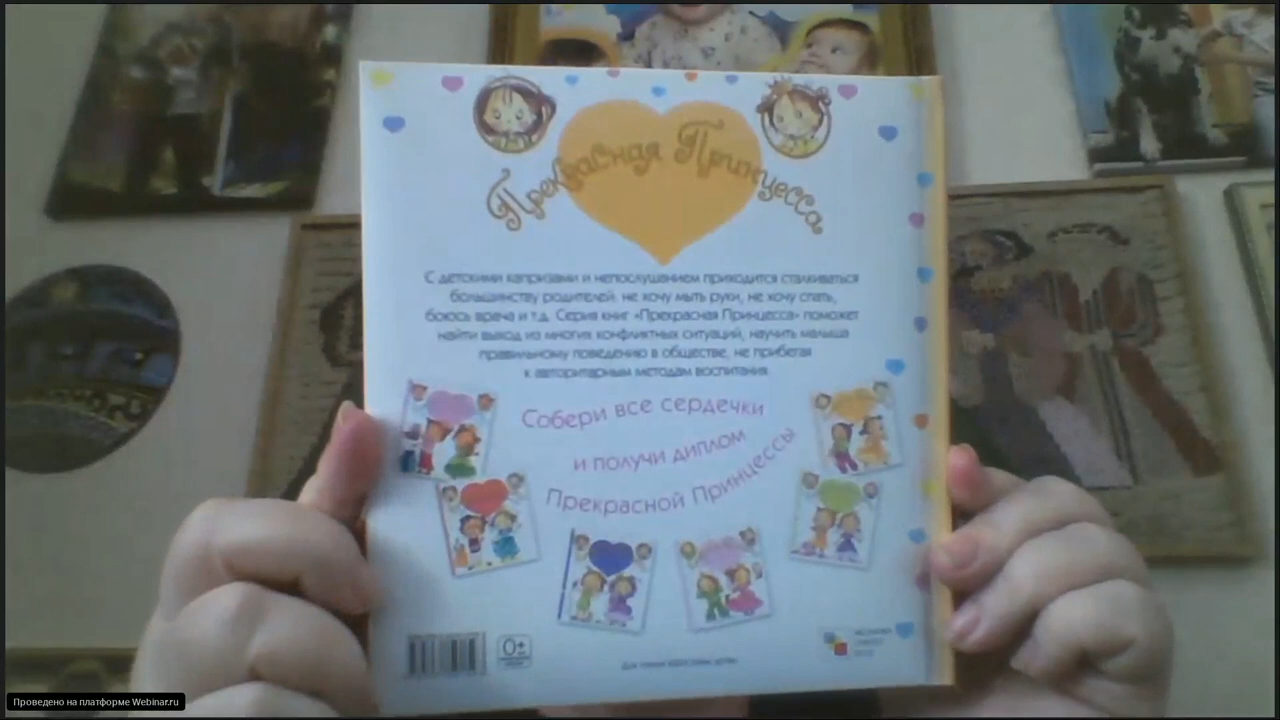 Прекрасная Принцесса
С детскими капризами и непослушанием приходится сталкиваться
большинству родителей: не хочу мыть руки, не хочу спать,
боюсь врача и т.д. Серия книг «Прекрасная Принцесса» поможет
найти выход из многих конфликтных ситуаций, научить малыша
правильному поведению в обществе, не прибегая
к авторитарным методам воспитания.
Собери все сердечки
и получи диплом
Прекрасной Принцессы
0+
Проведено на платформе Webinar.ru